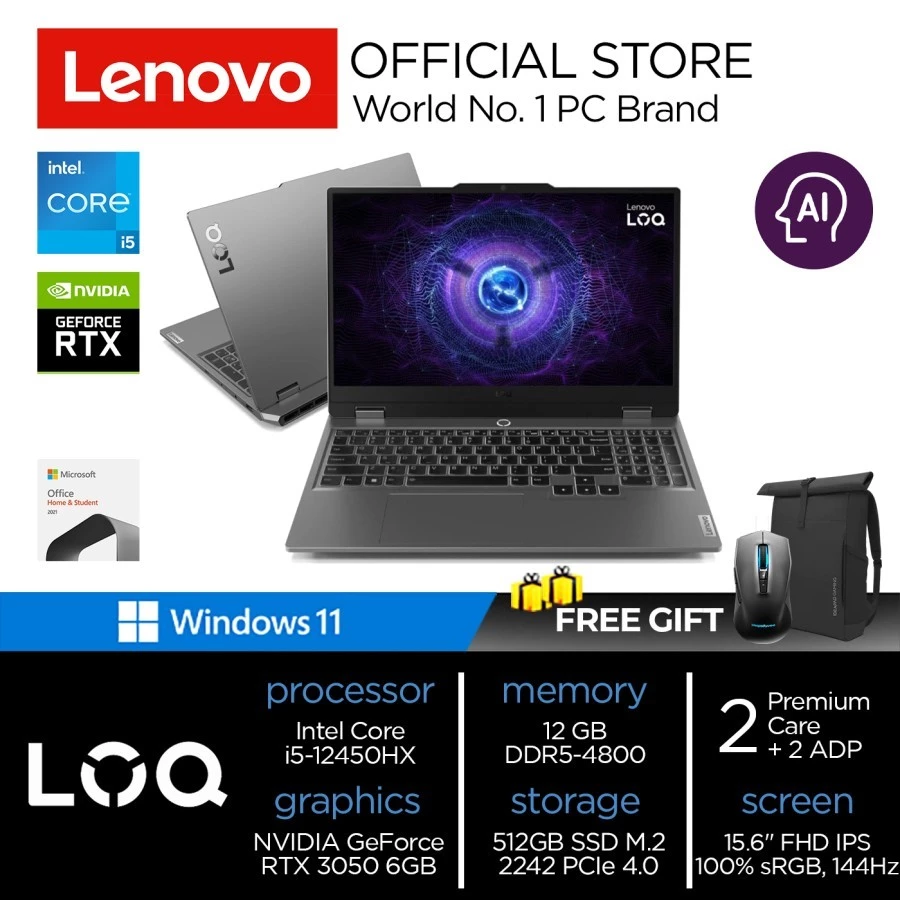 Lenovo
OFFICIAL STORE
World No. 1 PC Brand
intel
CORE
i5
NVIDIA
GEFORCE
RTX
AI
Lenovo
LOQ
LOQ
Lenovo
Microsoft
Office
Home & Student
2021
Windows 11
FREE GIFT
LOQ
processor
Intel Core
i5-12450HX
graphics
NVIDIA GeForce
RTX 3050 6GB
memory
12 GB
DDR5-4800
storage
512GB SSD M.2
2242 PCIe 4.0
2 Premium
Care
+ 2 ADP
screen
15.6" FHD IPS
100% sRGB, 144Hz